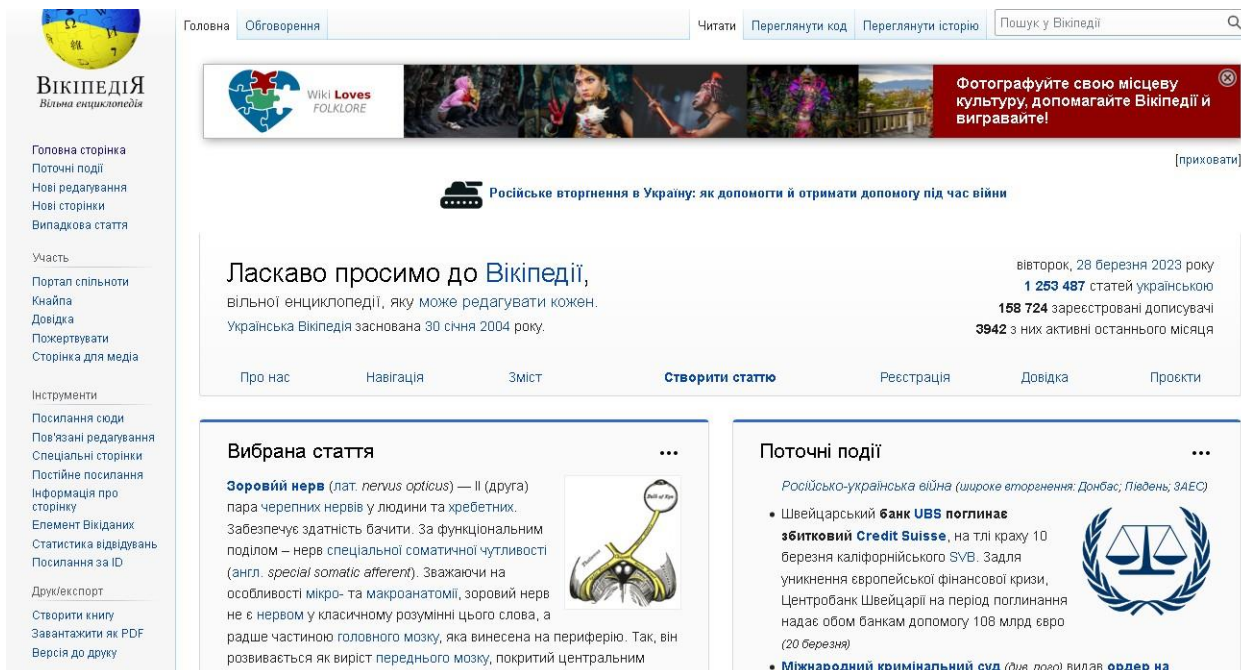 Головна Обговорення Читати Переглянути код Переглянути історію Пошук у Вікіпедії
ВІКІПЕДІЯ
Вільна енциклопедія
Головна сторінка
Поточні події
Нові редагування
Нові сторінки
Випадкова стаття
Участь
Портал спільноти
Кнайпа
Довідка
Пожертвувати
Сторінка для медіа
Інструменти
Посилання сюди
Пов'язані редагування
Спеціальні сторінки
Постійне посилання
Інформація про
сторінку
Елемент Вікіданих
Статистика відвідувань
Посилання за ID
Друк/експорт
Створити книгу
Завантажити як PDF
Версія до друку
Wiki Loves
FOLKLORE
Фотографуйте свою місцеву
культуру, допомагайте Вікіпедії й
вигравайте!
[приховати]
Російське вторгнення в Україну: як допомогти й отримати допомогу під час війни
Ласкаво просимо до Вікіпедії,
вільної енциклопедії, яку може редагувати кожен.
Українська Вікіпедія заснована 30 січня 2004 року.
вівторок, 28 березня 2023 року
1 253 487 статей українською
158 724 зареєстровані дописувачі
3942 з них активні останнього місяця
Про нас Навігація Зміст Створити статтю Реєстрація Довідка Проєкти
Вибрана стаття
Зоровий нерв (лат. nervus opticus) — II (друга)
пара черепних нервів у людини та хребетних.
Забезпечує здатність бачити. За функціональним
поділом – нерв спеціальної соматичної чутливості
(англ. special somatic afferent). Зважаючи на
особливості мікро- та макроанатомії, зоровий нерв
не є нервом у класичному розумінні цього слова, а
радше частиною головного мозку, яка винесена на периферію. Так, він
розвивається як виріст переднього мозку, покритий центральним
Поточні події
Російсько-українська війна (широке вторгнення: Донбас; Південь; ЗАЕС)
• Швейцарський банк UBS поглинає
збитковий Credit Suisse, на тлі краху 10
березня каліфорнійського SVB. Задля
уникнення європейської фінансової кризи,
Центробанк Швейцарії на період поглинання
надає обом банкам допомогу 108 млрд євро
(20 березня)
• Міжнародний кримінальний суд (див. лого) видав ордер на